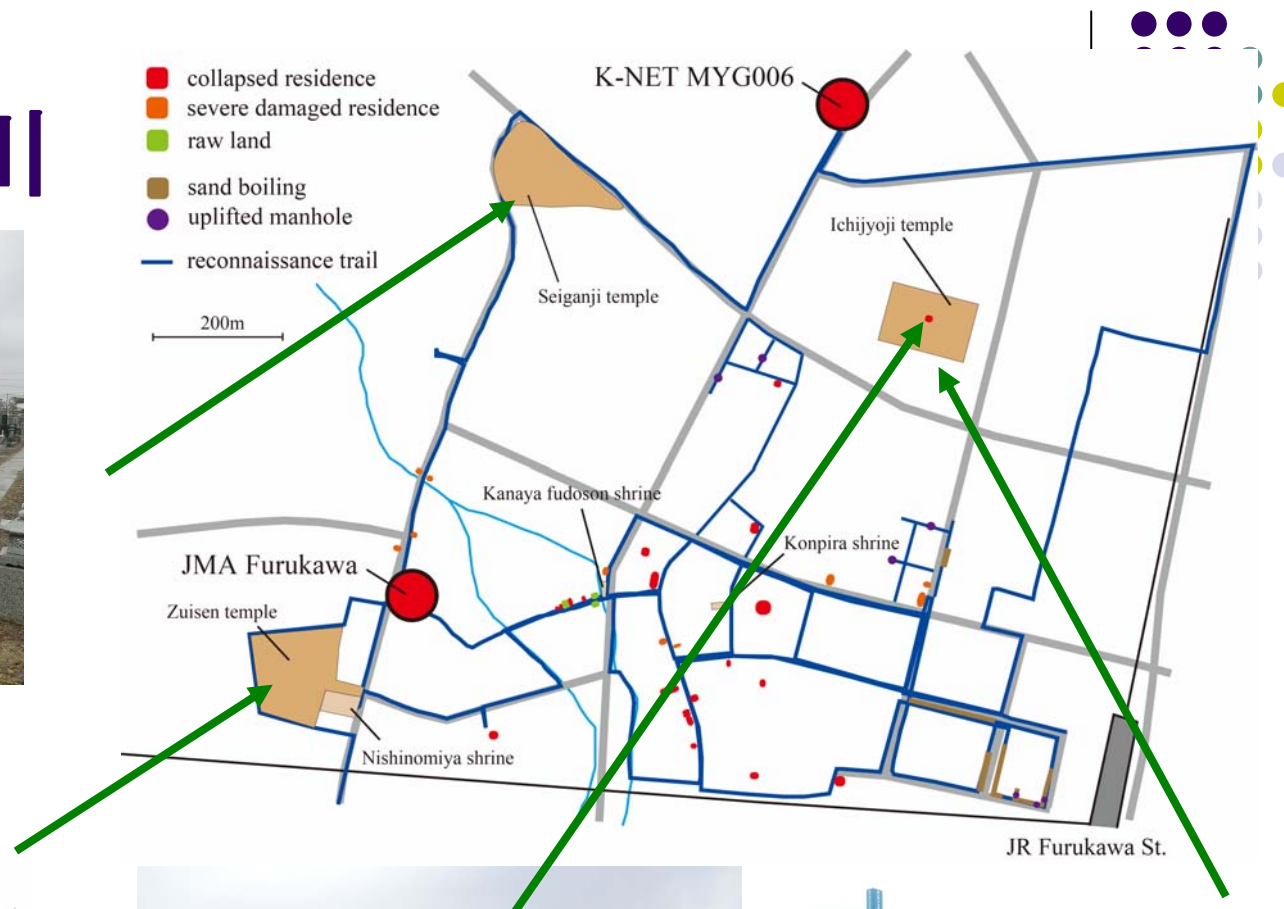 K-NET MYG006
collapsed residence
severe damaged residence
raw land
sand boiling
uplifted manhole
reconnaissance trail
200m
Ichijyoji temple
Seiganji temple
Kanaya fudoson shrine
Konpira shrine
JMA Furukawa
Zuisen temple
Nishinomiya shrine
JR Furukawa St.